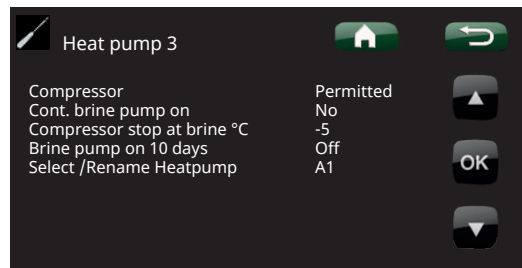 Heat pump 3
Compressor Permitted
Cont. brine pump on No
Compressor stop at brine °C -5
Brine pump on 10 days Off
Select /Rename Heatpump A1
OK